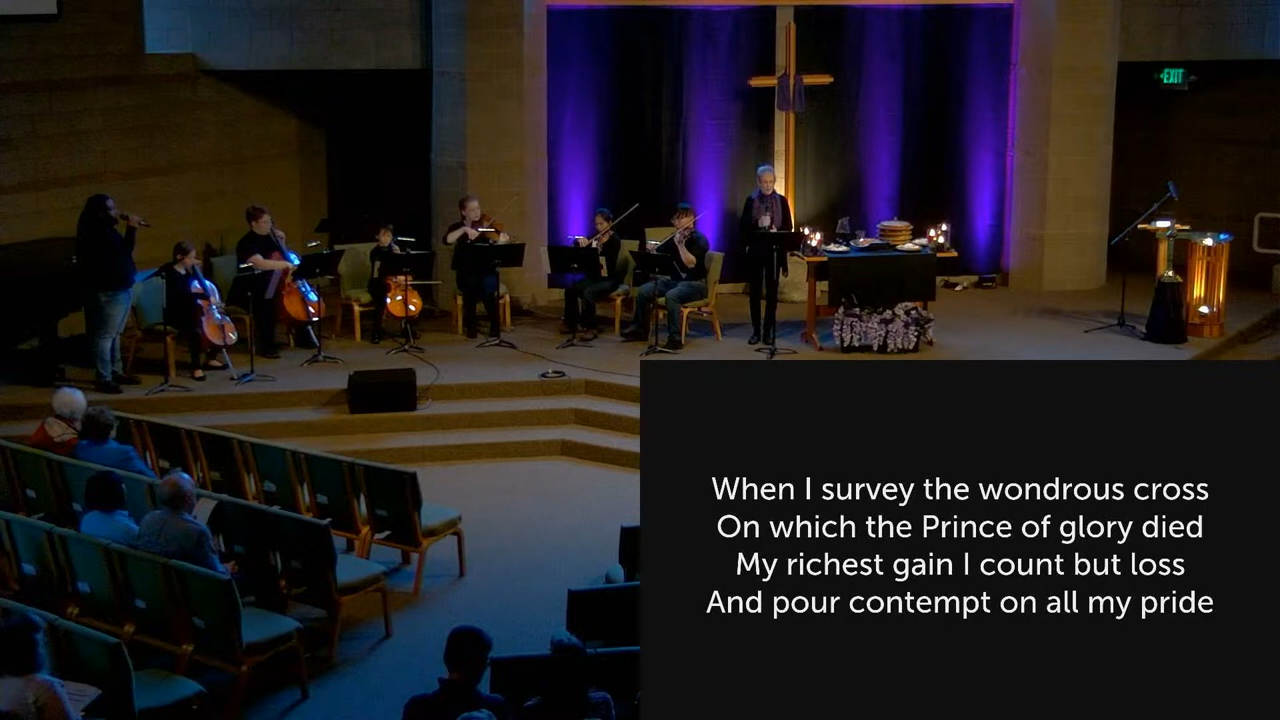 EXIT
When I survey the wondrous cross
On which the Prince of glory died
My richest gain I count but loss
And pour contempt on all my pride